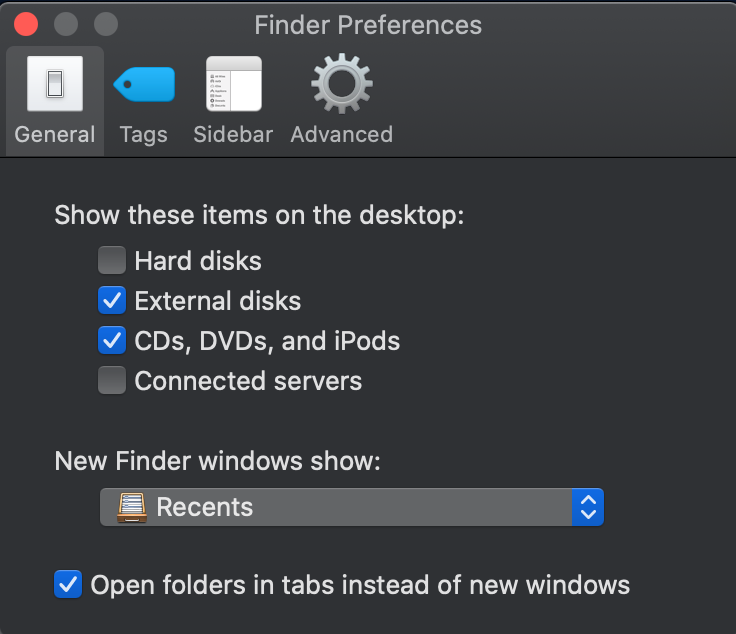 Finder Preferences
General Tags Sidebar Advanced
Show these items on the desktop:
Hard disks
External disks
CDs, DVDs, and iPods
Connected servers
New Finder windows show:
Recents
Open folders in tabs instead of new windows